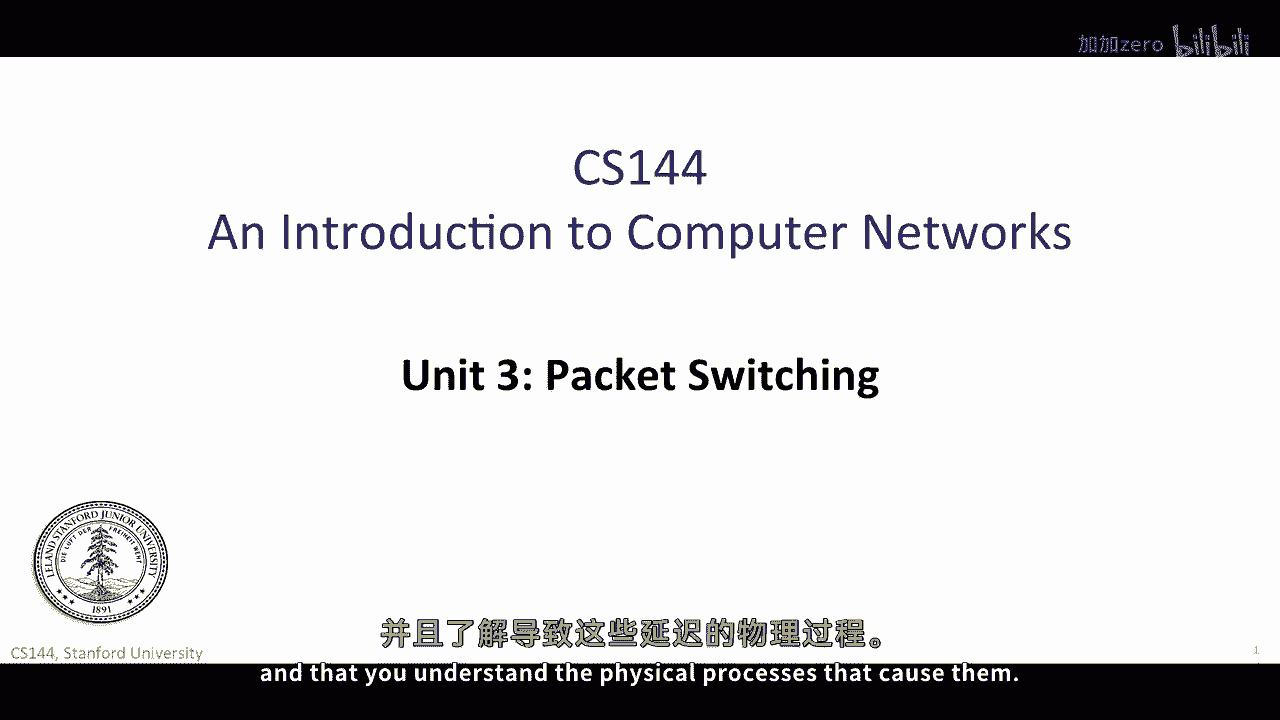 加加zero bilibili
CS144
An Introduction to Computer Networks
Unit 3: Packet Switching
LELAND STANFORD JUNIOR UNIVERSITY
DIE LUFT DER FREIHEIT WEHT
1891
并且了解导致这些延迟的物理过程。
CS144, Stanford University
1
and that you understand the physical processes that cause them.